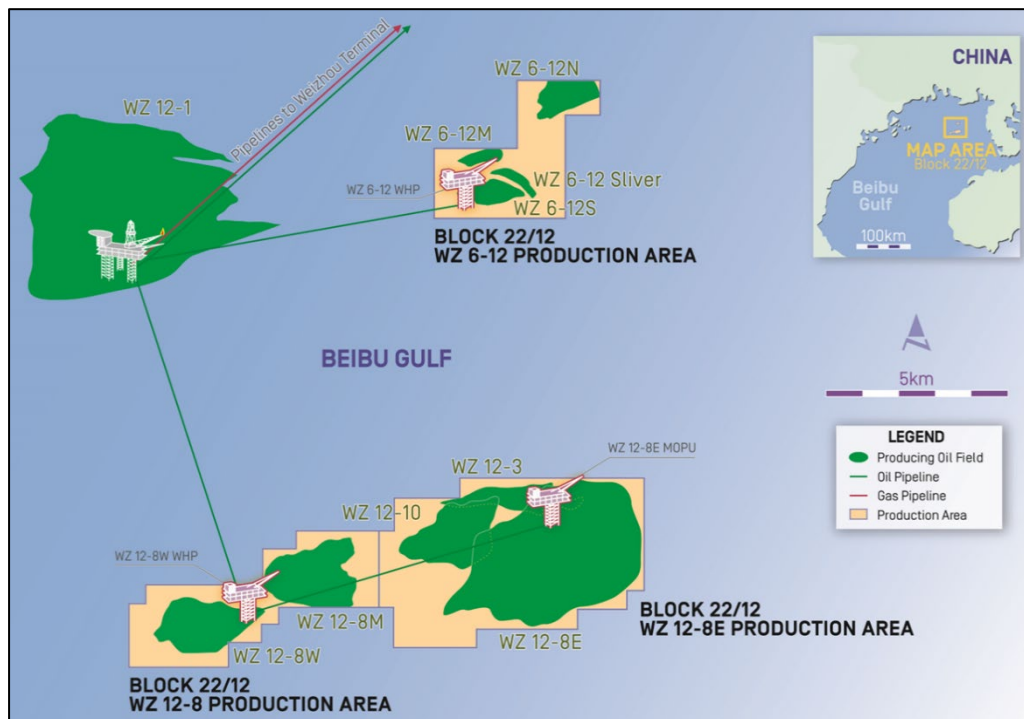 WZ 12-1
Pipelines to Weizhou Terminal
WZ 6-12N
WZ 6-12M
WZ 6-12 WHP
WZ 6-12 Sliver
WZ 6-12S
BLOCK 22/12
WZ 6-12 PRODUCTION AREA
CHINA
MAP AREA
Block 22/12
Beibu
Gulf
100km
BEIBU GULF
5km
LEGEND
Producing Oil Field
Oil Pipeline
Gas Pipeline
Production Area
WZ 12-8E MOPU
WZ 12-3
WZ 12-10
WZ 12-8W WHP
WZ 12-8M
WZ 12-8E
WZ 12-8W
BLOCK 22/12
WZ 12-8E PRODUCTION AREA
BLOCK 22/12
WZ 12-8 PRODUCTION AREA